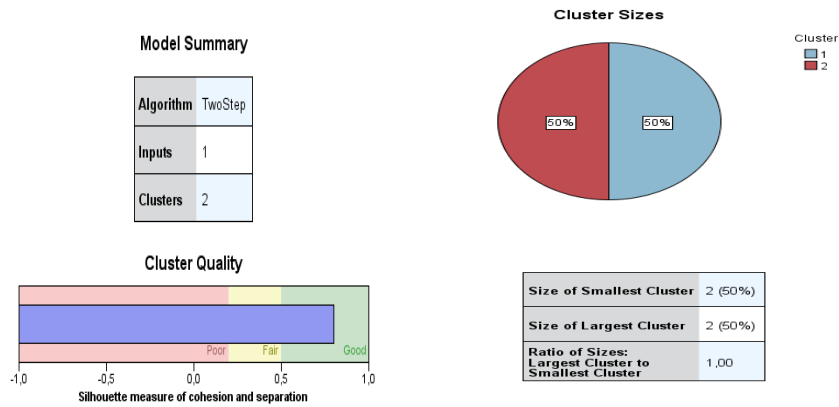 Model Summary
Algorithm TwoStep
Inputs 1
Clusters 2
Cluster Quality
Poor Fair Good
-1,0 -0,5 0,0 0,5 1,0
Silhouette measure of cohesion and separation
Cluster Sizes
Cluster
1
2
50% 50%
Size of Smallest Cluster 2 (50%)
Size of Largest Cluster 2 (50%)
Ratio of Sizes:
Largest Cluster to
Smallest Cluster 1,00